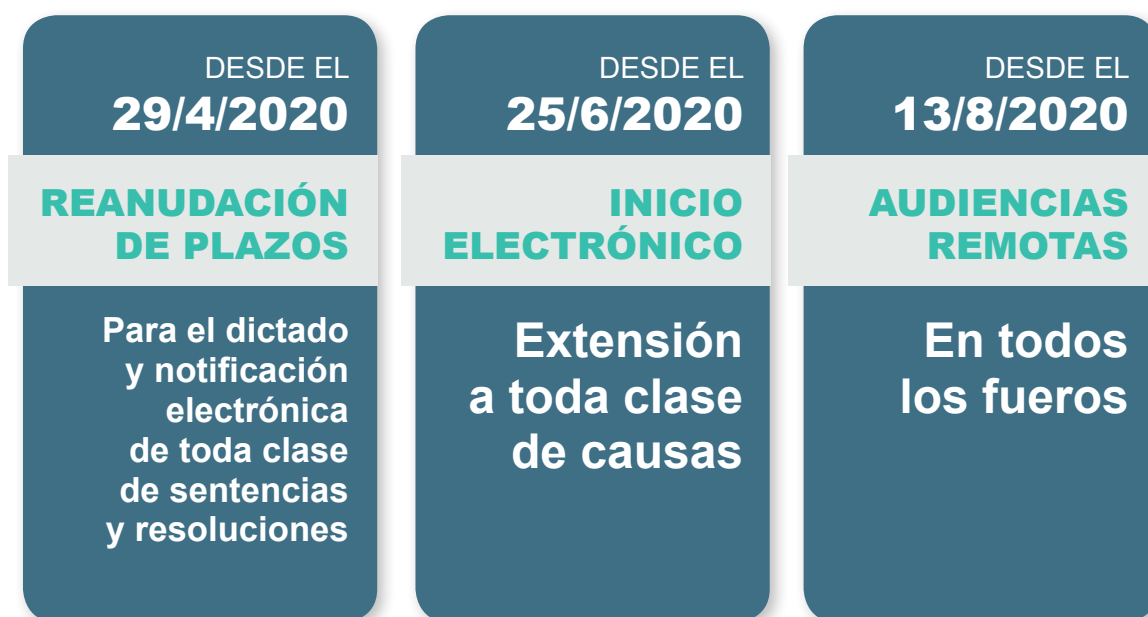 DESDE EL
29/4/2020
REANUDACIÓN
DE PLAZOS
Para el dictado
y notificación
electrónica
de toda clase
de sentencias
y resoluciones
DESDE EL
25/6/2020
INICIO
ELECTRÓNICO
Extensión
a toda clase
de causas
DESDE EL
13/8/2020
AUDIENCIAS
REMOTAS
En todos
los fueros